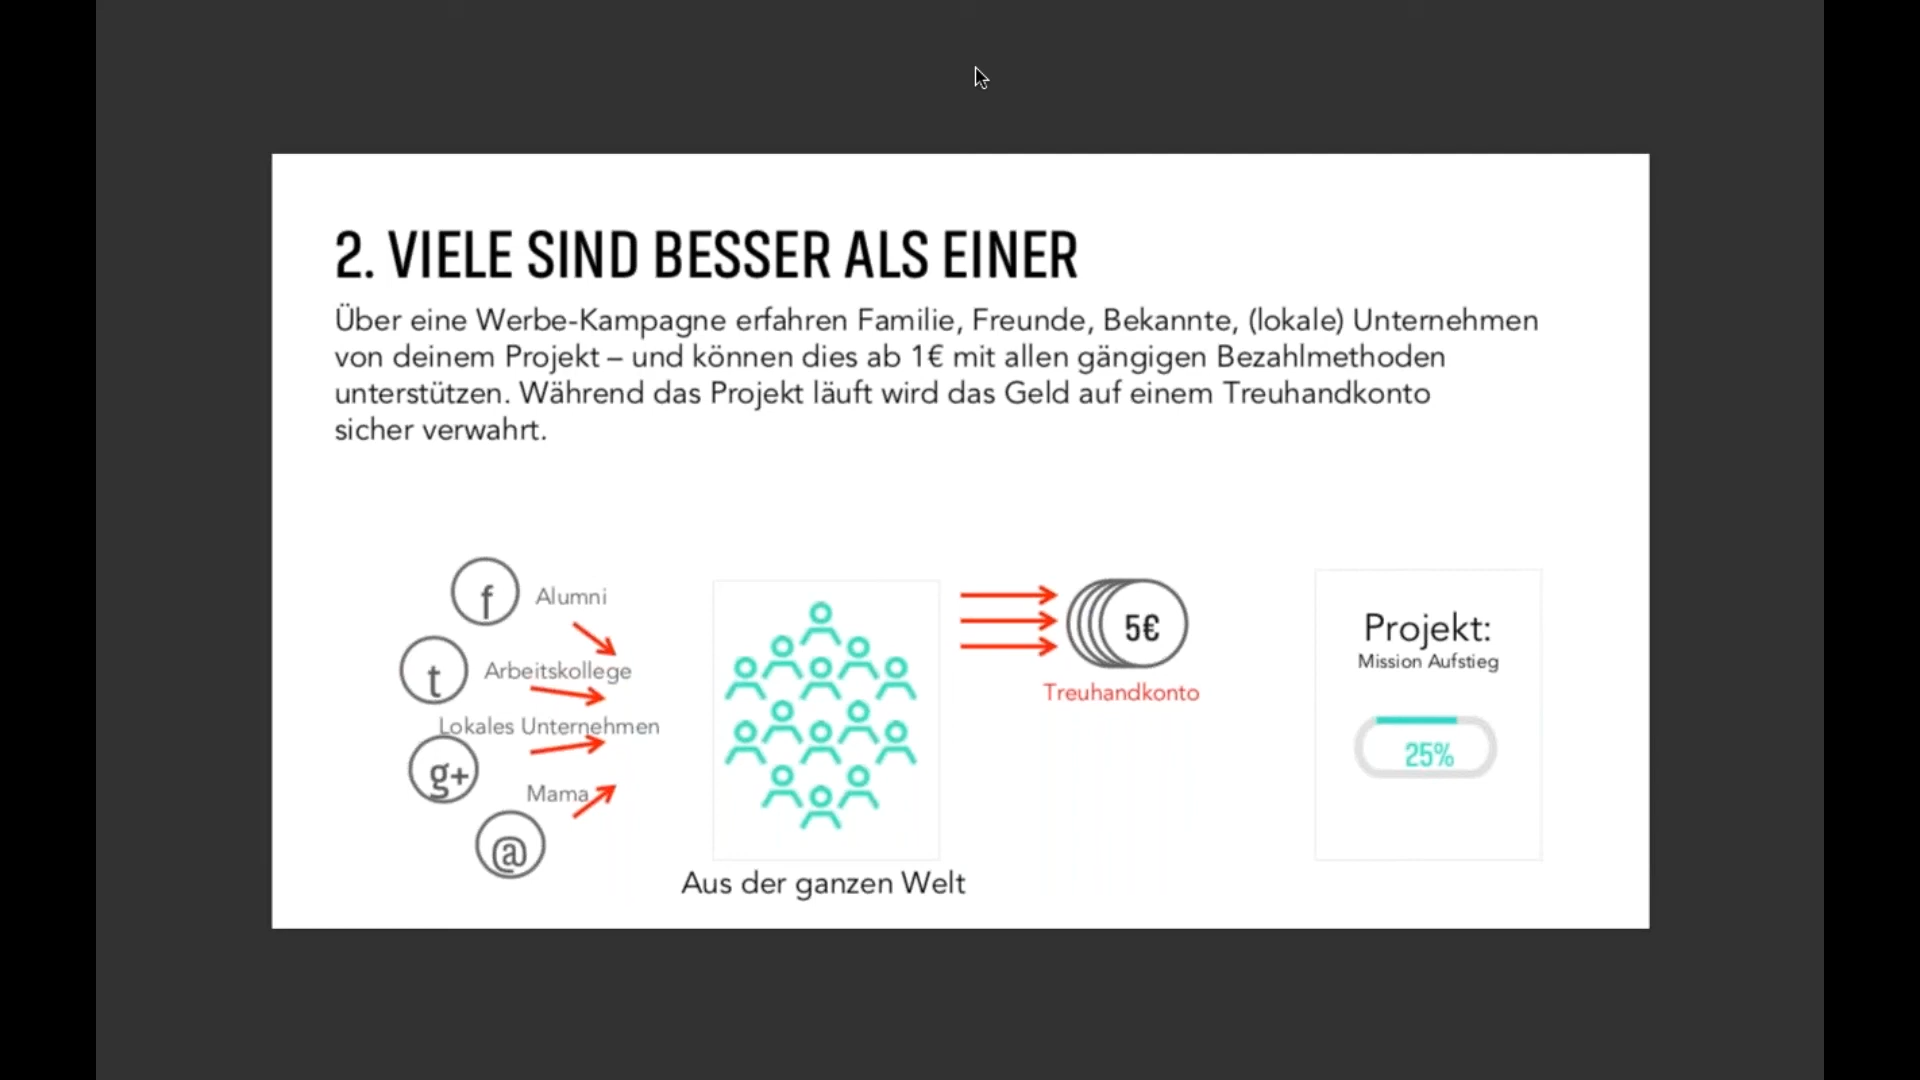 2. VIELE SIND BESSER ALS EINER
Über eine Werbe-Kampagne erfahren Familie, Freunde, Bekannte, (lokale) Unternehmen
von deinem Projekt – und können dies ab 1€ mit allen gängigen Bezahlmethoden
unterstützen. Während das Projekt läuft wird das Geld auf einem Treuhandkonto
sicher verwahrt.
f
Alumni
t
Arbeitskollege
Lokales Unternehmen
g+
Mama
@
Aus der ganzen Welt
5€
Treuhandkonto
Projekt:
Mission Aufstieg
25%